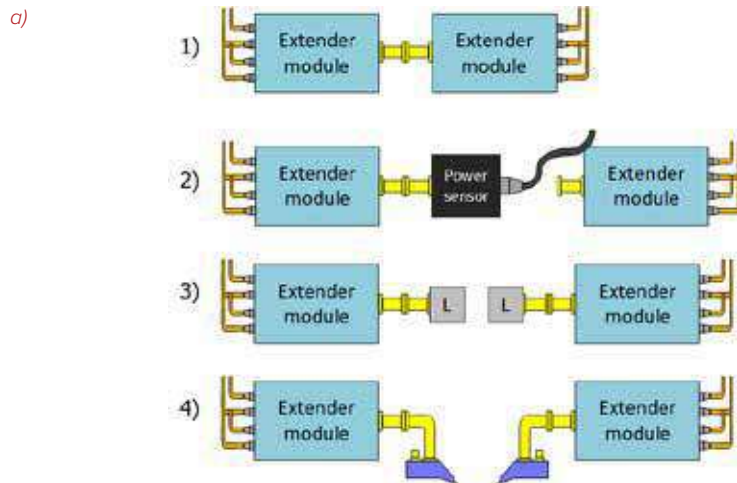 a)
1)
Extender Extender
module module
2)
Extender Power Extender
module sensor module
3)
Extender L L Extender
module module
4)
Extender Extender
module module